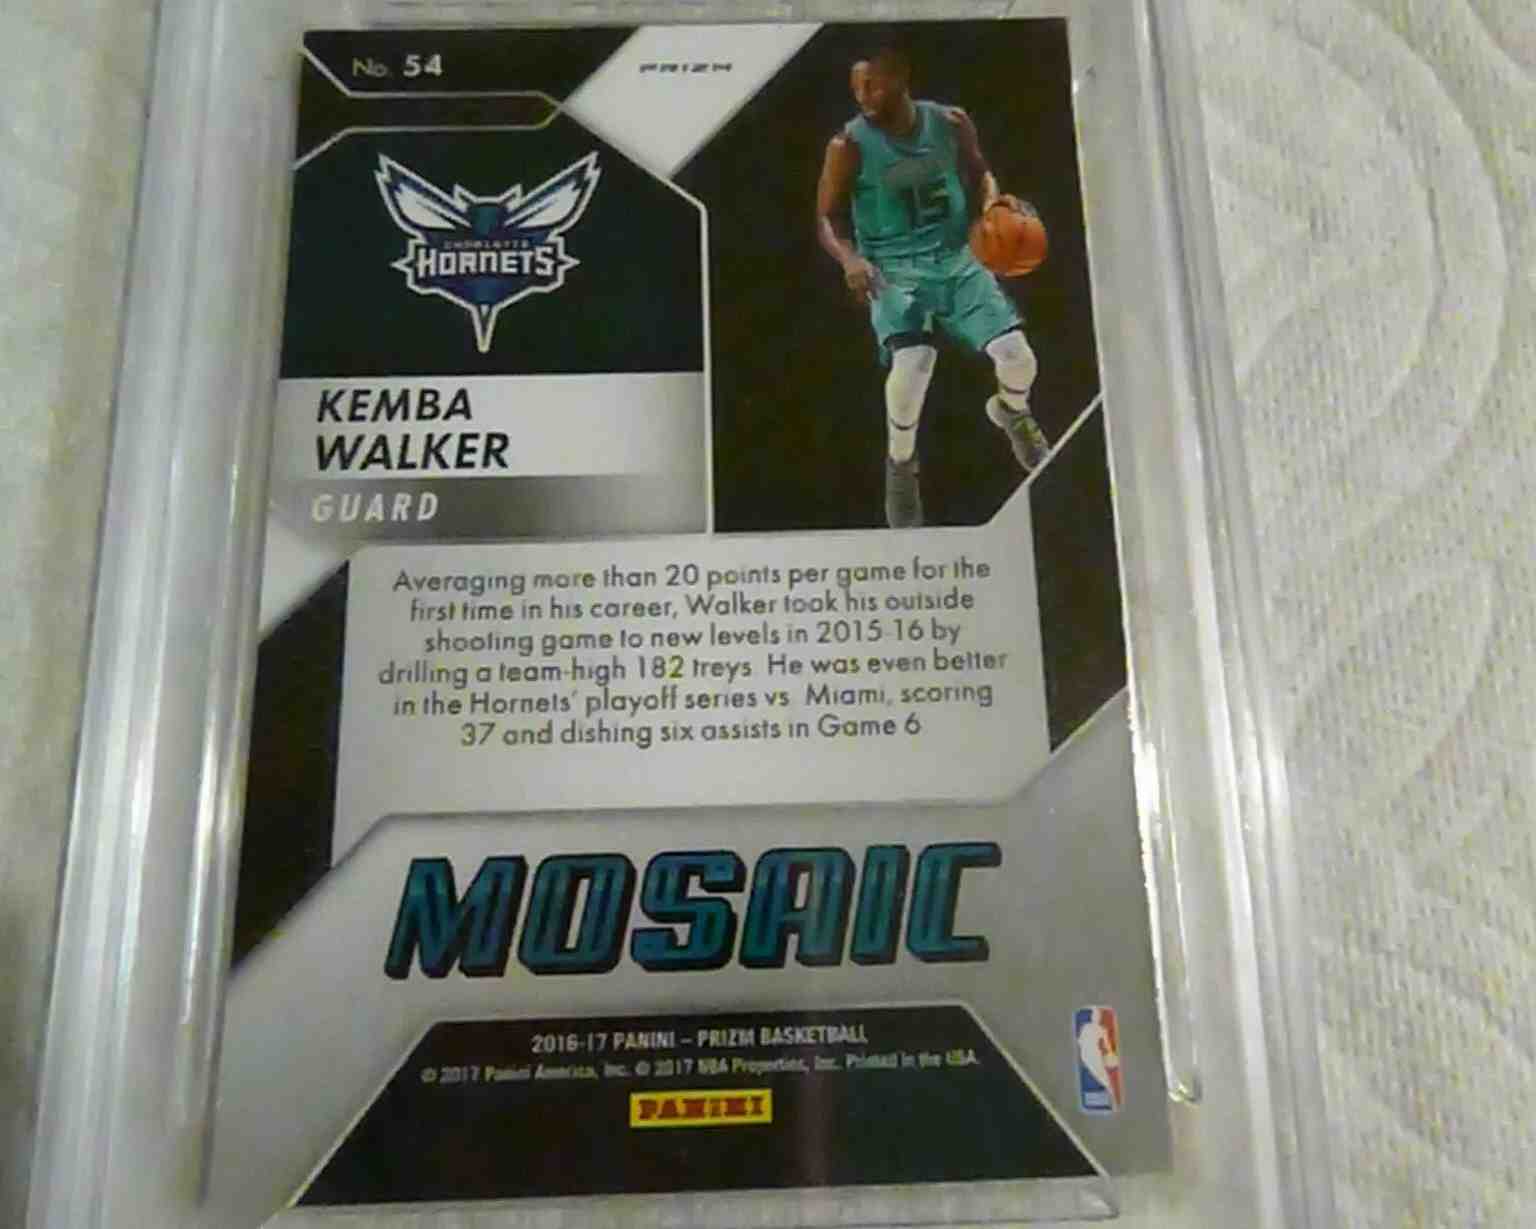 No. 54
PRIZM
15
CHARLOTTE
HORNETS
KEMBA
WALKER
GUARD
Averaging more than 20 points per game for the
first time in his career, Walker took his outside
shooting game to new levels in 2015-16 by
drilling a team-high 182 treys. He was even better
in the Hornets' playoff series vs. Miami, scoring
37 and dishing six assists in Game 6
MOSAIC
2016-17 PANINI – PRIZM BASKETBALL
© 2017 Panini America, Inc. © 2017 NBA Properties, Inc. Printed in the USA.
PANINI